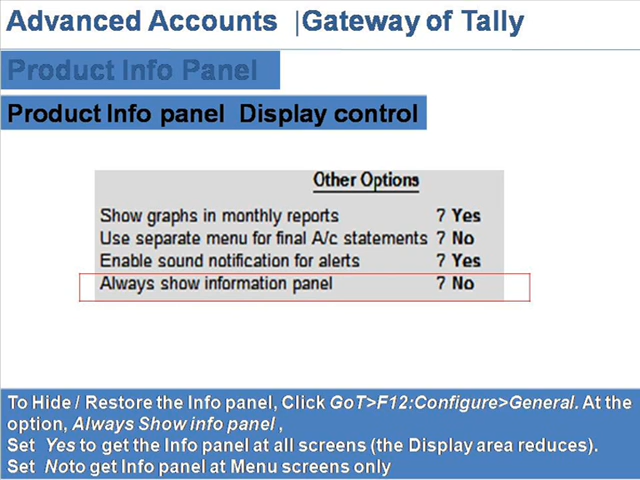 Advanced Accounts |Gateway of Tally
Product Info Panel
Product Info panel Display control
Other Options
Show graphs in monthly reports ? Yes
Use separate menu for final A/c statements ? No
Enable sound notification for alerts ? Yes
Always show information panel ? No
To Hide / Restore the Info panel, Click GoT>F12:Configure>General. At the
option, Always Show info panel ,
Set Yes to get the Info panel at all screens (the Display area reduces).
Set Noto get Info panel at Menu screens only